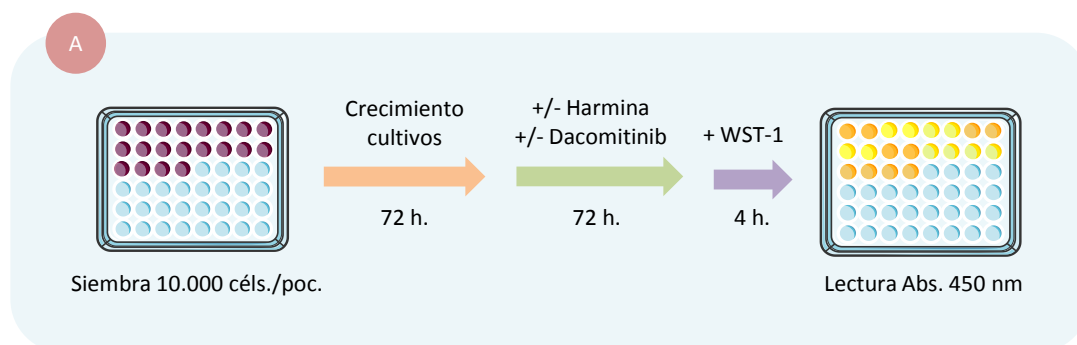 A
Crecimiento
cultivos
72 h.
+/- Harmina
+/- Dacomitinib
72 h.
+ WST-1
4 h.
Siembra 10.000 céls./poc.
Lectura Abs. 450 nm